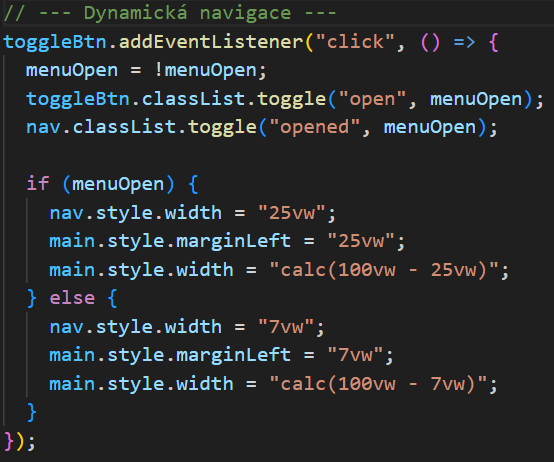 // --- Dynamická navigace ---
toggleBtn.addEventListener("click", () => {
  menuOpen = !menuOpen;
  toggleBtn.classList.toggle("open", menuOpen);
  nav.classList.toggle("opened", menuOpen);

  if (menuOpen) {
    nav.style.width = "25vw";
    main.style.marginLeft = "25vw";
    main.style.width = "calc(100vw - 25vw)";
  } else {
    nav.style.width = "7vw";
    main.style.marginLeft = "7vw";
    main.style.width = "calc(100vw - 7vw)";
  }
});